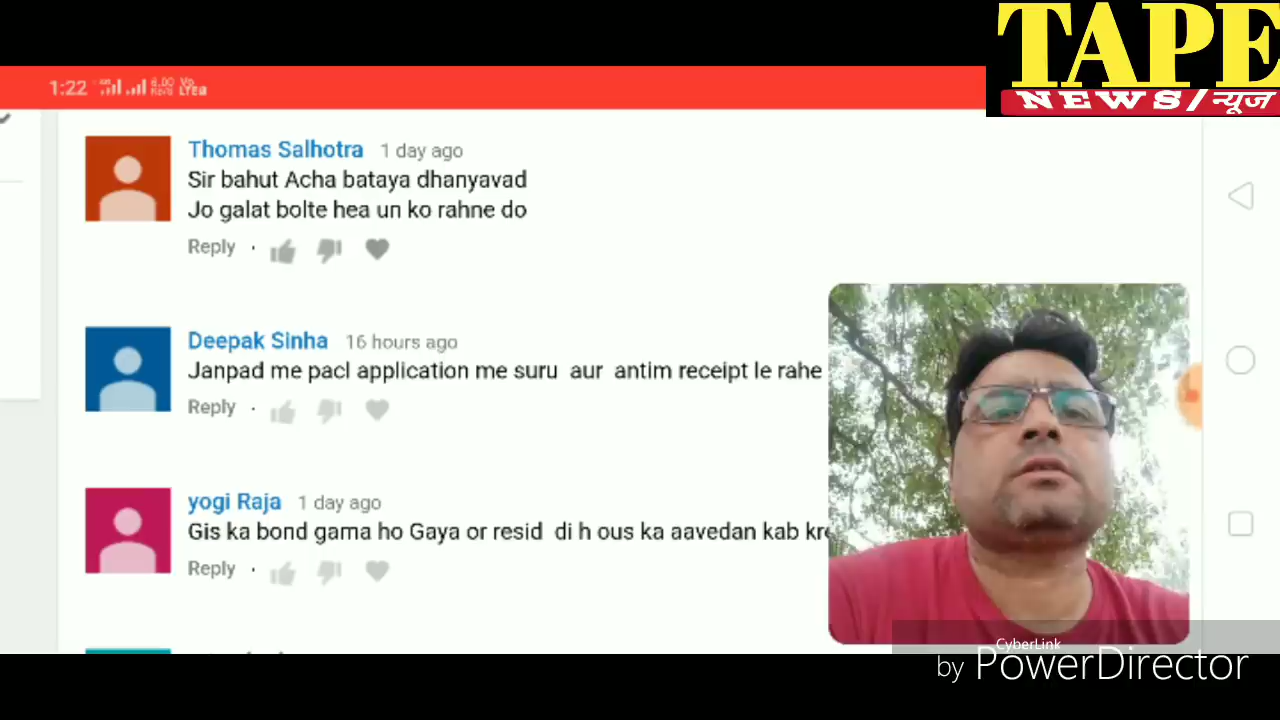 TAPE
NEWS/न्यूज
1:22
Thomas Salhotra 1 day ago
Sir bahut Acha bataya dhanyavad
Jo galat bolte hea un ko rahne do
Reply ·
Deepak Sinha 16 hours ago
Janpad me pacl application me suru aur antim receipt le rahe
Reply ·
yogi Raja 1 day ago
Gis ka bond gama ho Gaya or resid di h ous ka aavedan kab kre
Reply ·
CyberLink
by PowerDirector